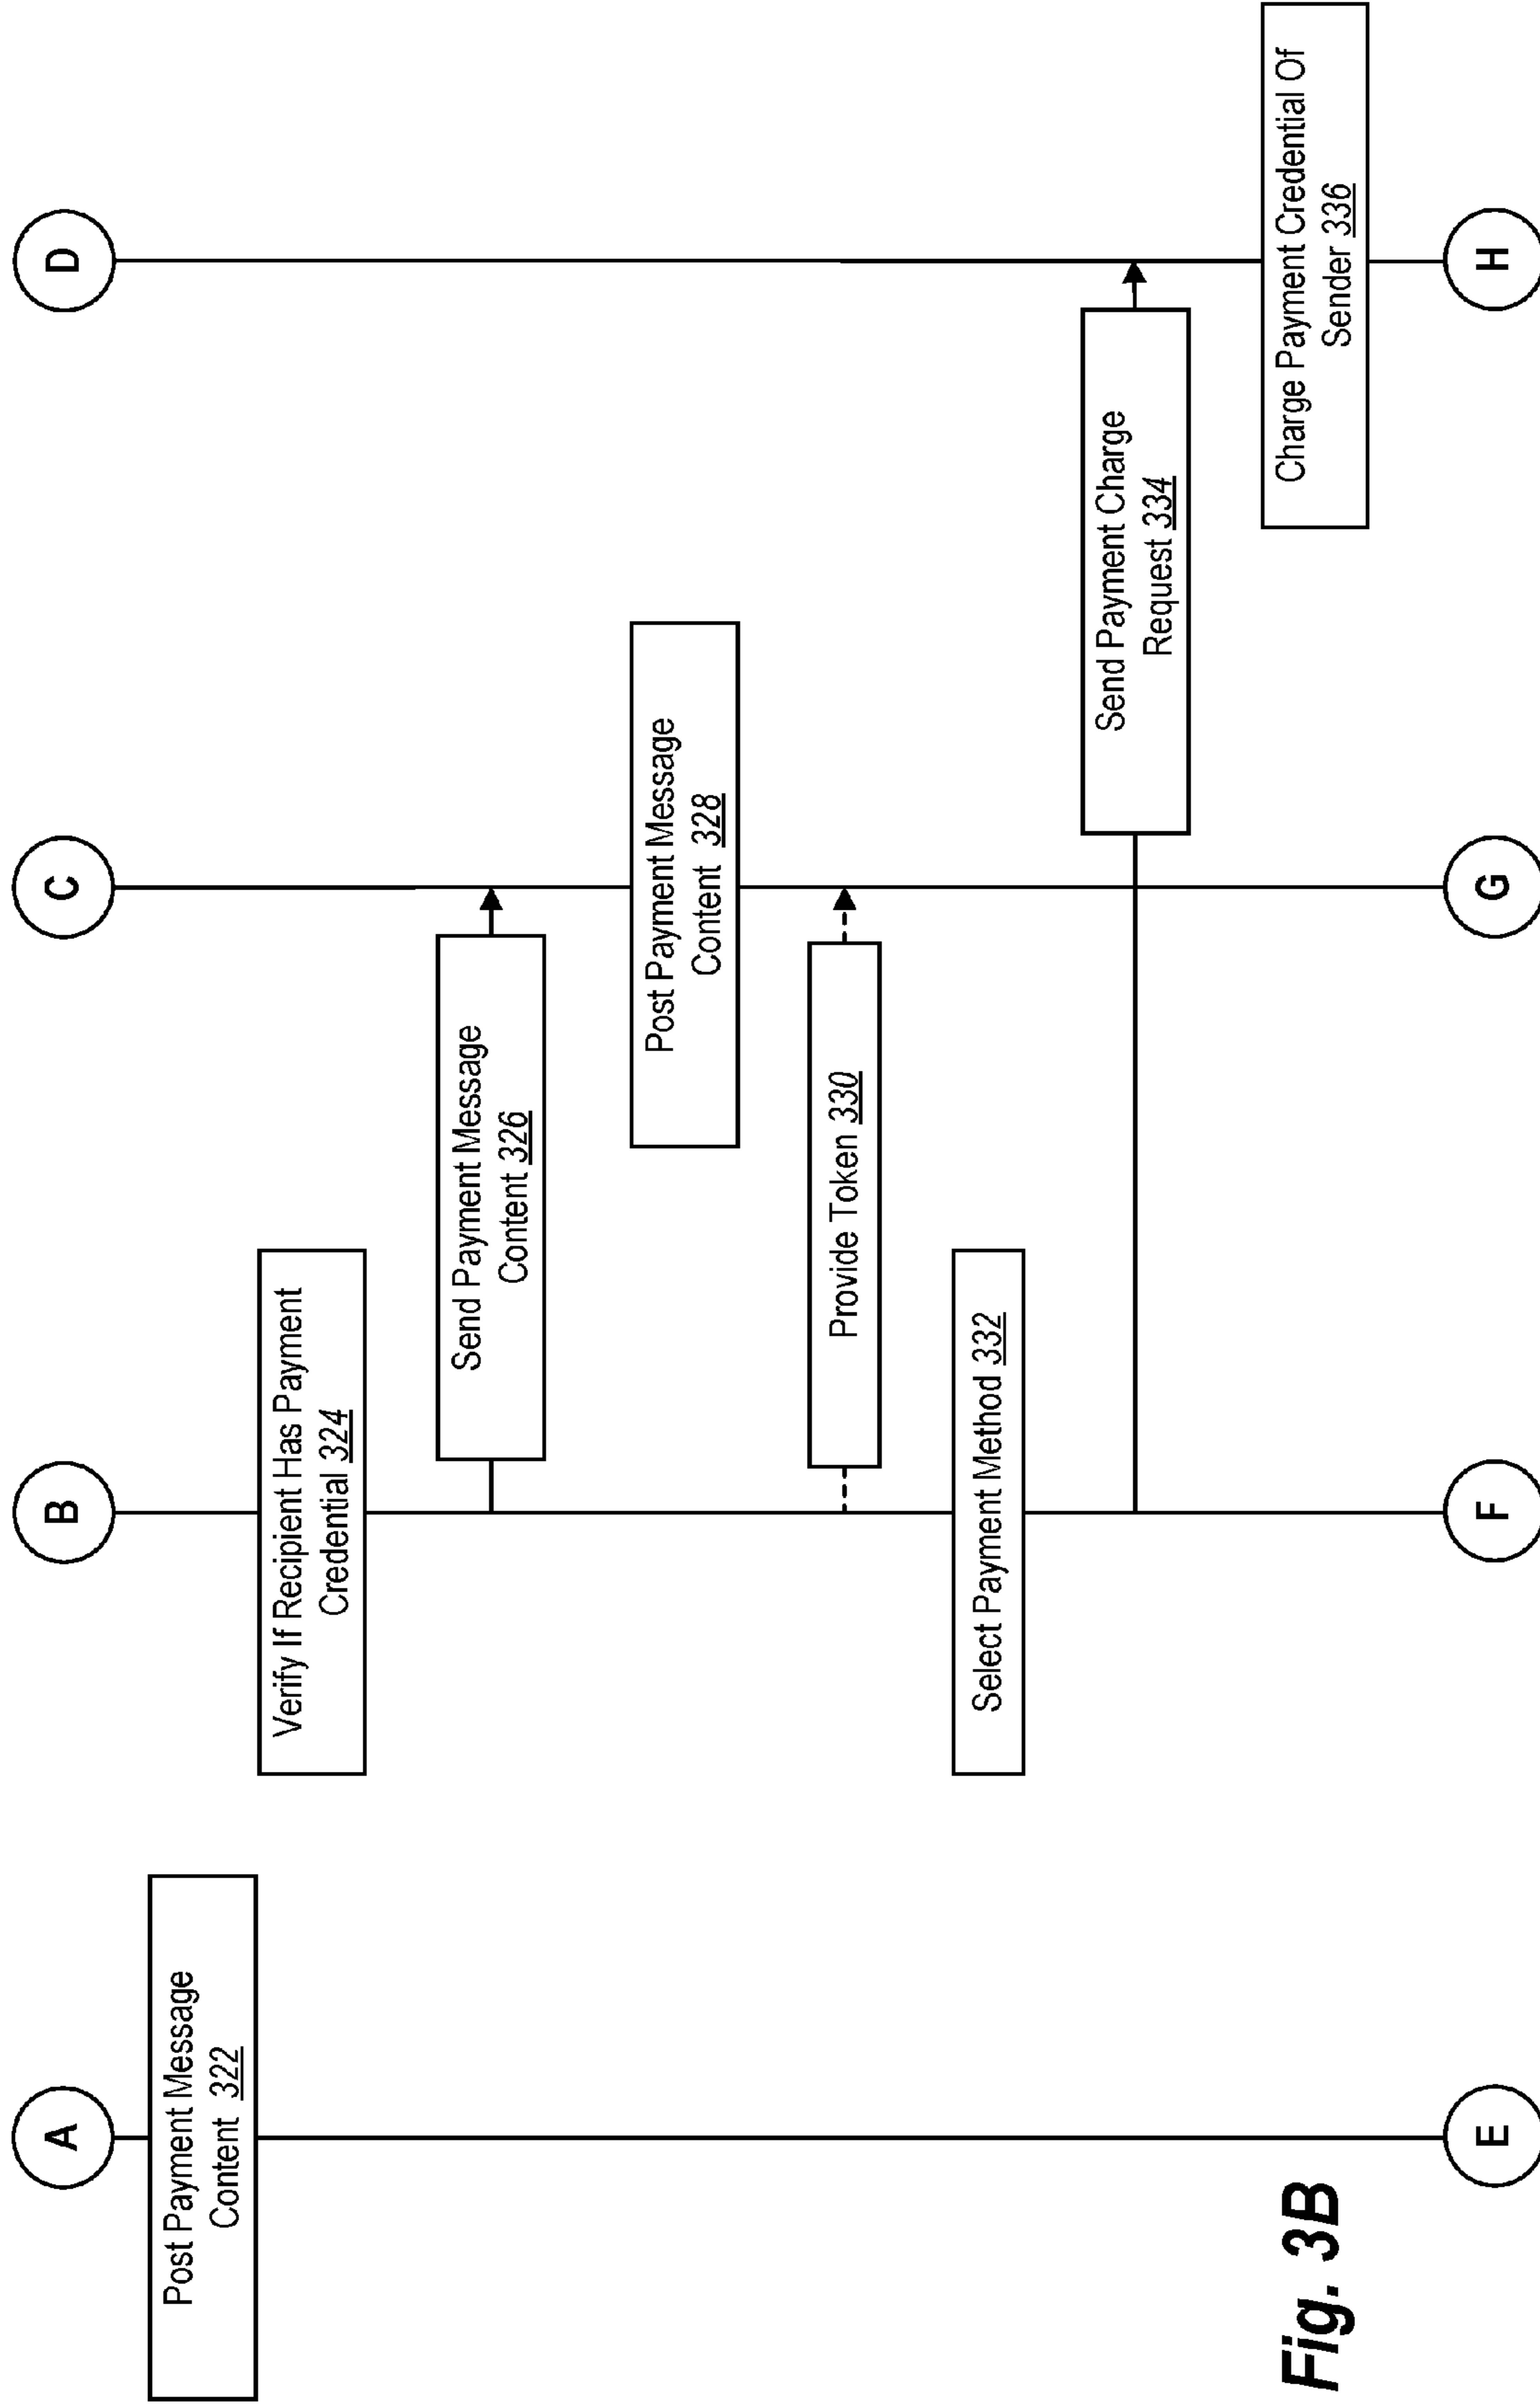 A
B
C
D
Post Payment Message
Content 322
Verify If Recipient Has Payment
Credential 324
Send Payment Message
Content 326
Post Payment Message
Content 328
Provide Token 330
Select Payment Method 332
Send Payment Charge
Request 334
Charge Payment Credential Of
Sender 336
E
F
G
H
Fig. 3B